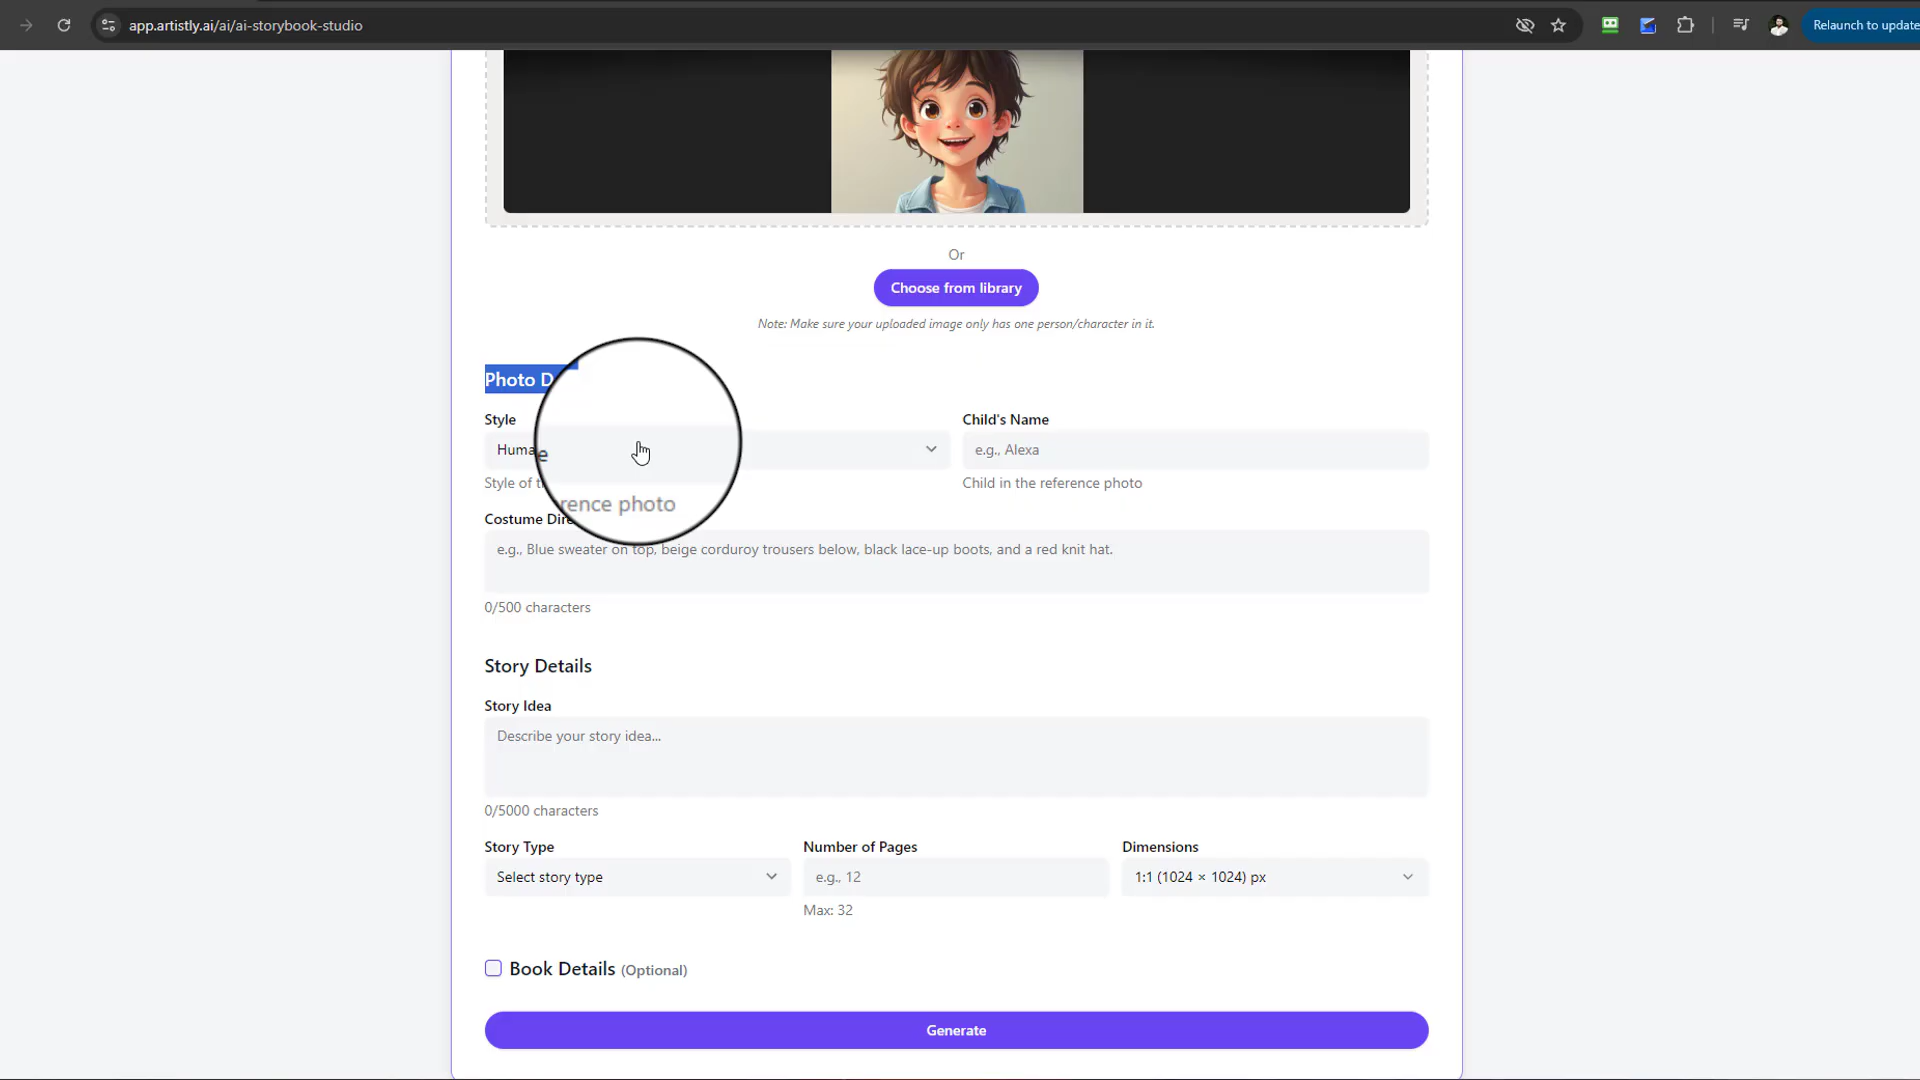 app.artistly.ai/ai/ai-storybook-studio
Relaunch to update
Or
Choose from library
Note: Make sure your uploaded image only has one person/character in it.
Photo D
Style
Child's Name
Huma e
e.g., Alexa
Style of t rence photo
Child in the reference photo
Costume Dire
e.g., Blue sweater on top, beige corduroy trousers below, black lace-up boots, and a red knit hat.
0/500 characters
Story Details
Story Idea
Describe your story idea...
0/5000 characters
Story Type
Number of Pages
Dimensions
Select story type
e.g., 12
1:1 (1024 × 1024) px
Max: 32
Book Details (Optional)
Generate